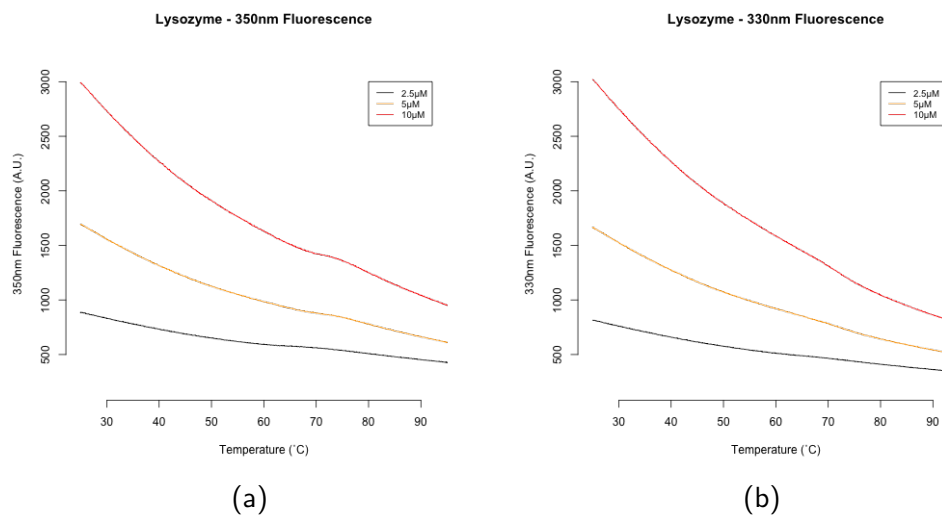 Lysozyme - 350nm Fluorescence
350nm Fluorescence (A.U.)
3000
2500
2000
1500
1000
500
2.5µM
5µM
10µM
30 40 50 60 70 80 90
Temperature (˚C)
(a)
Lysozyme - 330nm Fluorescence
330nm Fluorescence (A.U.)
3000
2500
2000
1500
1000
500
2.5µM
5µM
10µM
30 40 50 60 70 80 90
Temperature (˚C)
(b)